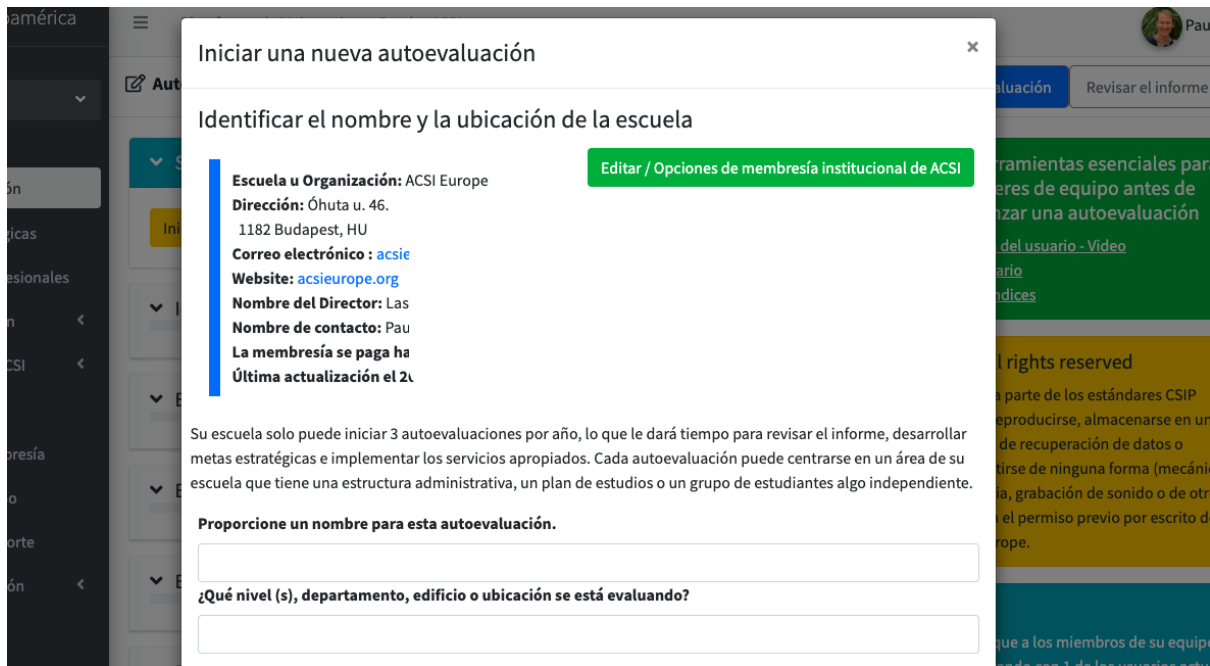 Iniciar una nueva autoevaluación
×
Identificar el nombre y la ubicación de la escuela
Editar / Opciones de membresía institucional de ACSI
Escuela u Organización: ACSI Europe
Dirección: Óhuta u. 46.
1182 Budapest, HU
Correo electrónico : acsie
Website: acsieurope.org
Nombre del Director: Las
Nombre de contacto: Pau
La membresía se paga ha
Última actualización el
Su escuela solo puede iniciar 3 autoevaluaciones por año, lo que le dará tiempo para revisar el informe, desarrollar
metas estratégicas e implementar los servicios apropiados. Cada autoevaluación puede centrarse en un área de su
escuela que tiene una estructura administrativa, un plan de estudios o un grupo de estudiantes algo independiente.
Proporcione un nombre para esta autoevaluación.
¿Qué nivel (s), departamento, edificio o ubicación se está evaluando?
oamérica
ón
gicas
esionales
n
CSI
presía
o
orte
ón
Aut
Ini
Pau
aluación
Revisar el informe
rramientas esenciales par
eres de equipo antes de
nzar una autoevaluación
del usuario - Video
ario
ndices
l rights reserved
a parte de los estándares CSIP
eproducirse, almacenarse en un
de recuperación de datos o
tirse de ninguna forma (mecáni
ia, grabación de sonido o de otr
el permiso previo por escrito d
rope.
que a los miembros de su equip